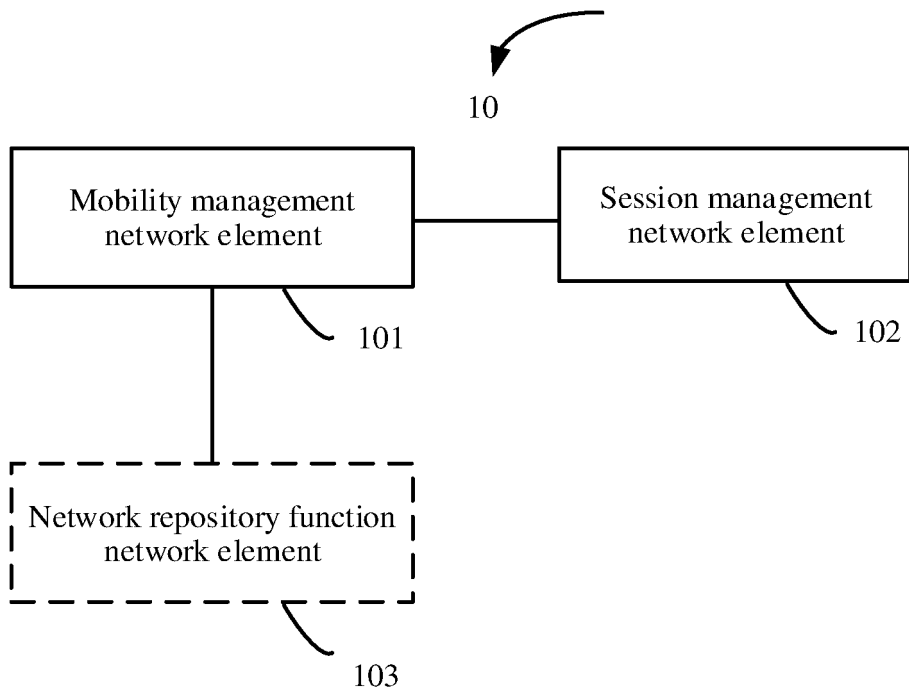 10
Mobility management
network element
Session management
network element
101
102
Network repository function
network element
103